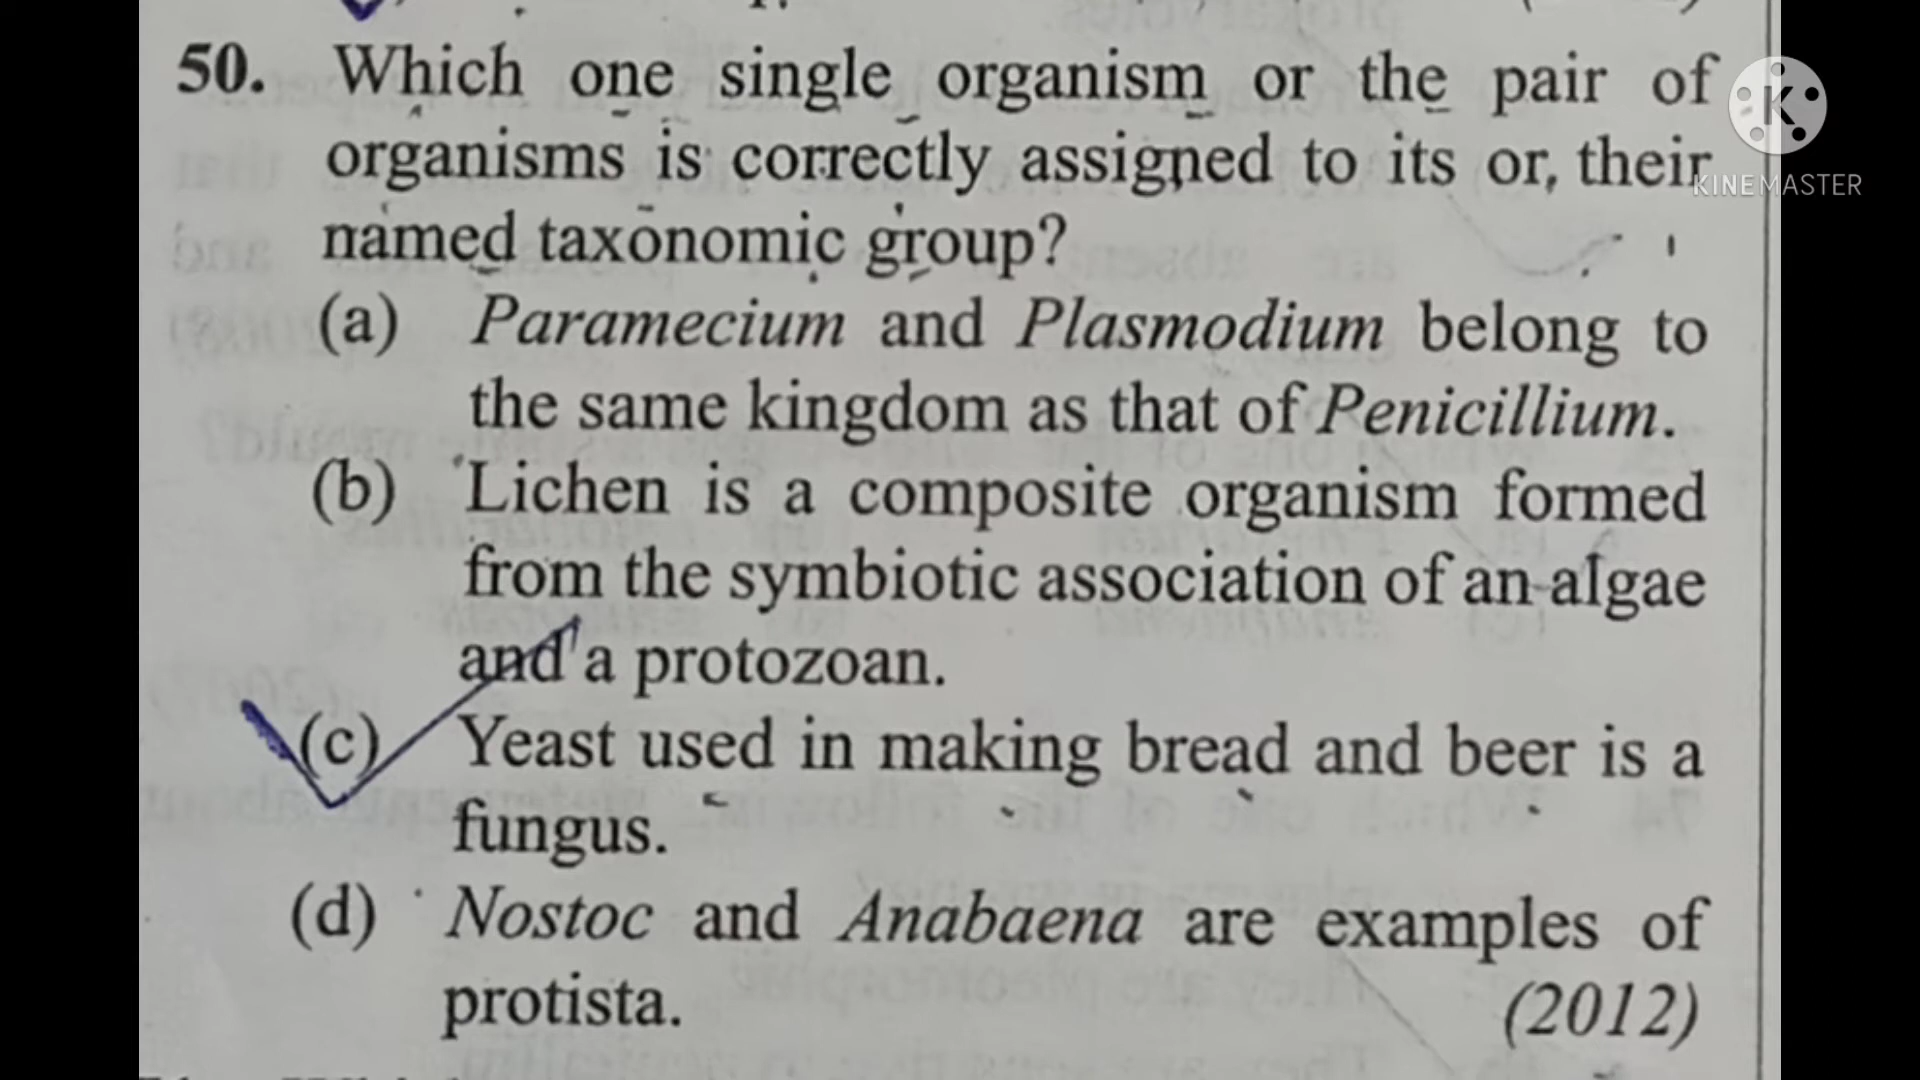 50. Which one single organism or the pair of
organisms is correctly assigned to its or, their
named taxonomic group?
(a) Paramecium and Plasmodium belong to
the same kingdom as that of Penicillium.
(b) Lichen is a composite organism formed
from the symbiotic association of an algae
and a protozoan.
(c) Yeast used in making bread and beer is a
fungus.
(d) Nostoc and Anabaena are examples of
protista. (2012)
K
KINEMASTER